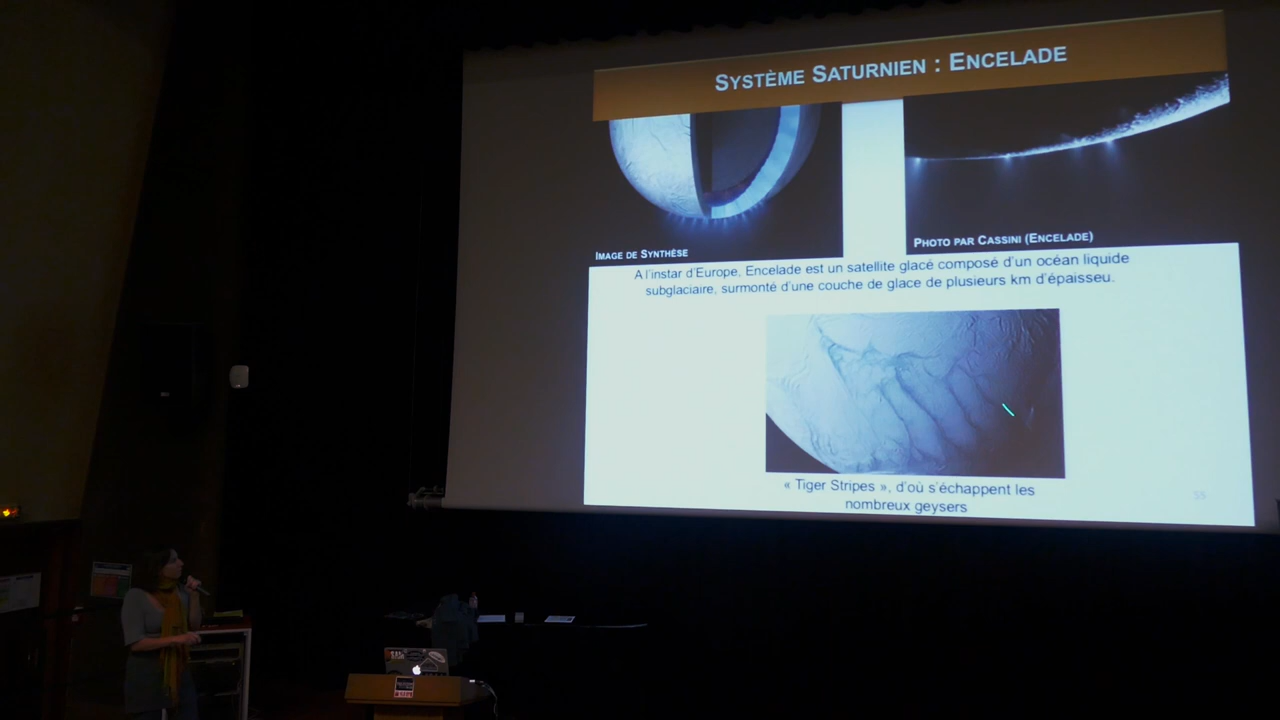 SYSTÈME SATURNIEN : ENCELADE
IMAGE DE SYNTHÈSE
PHOTO PAR CASSINI (ENCELADE)
A l'instar d'Europe, Encelade est un satellite glacé composé d'un océan liquide
subglaciaire, surmonté d'une couche de glace de plusieurs km d'épaisseu.
« Tiger Stripes », d'où s'échappent les
nombreux geysers
55